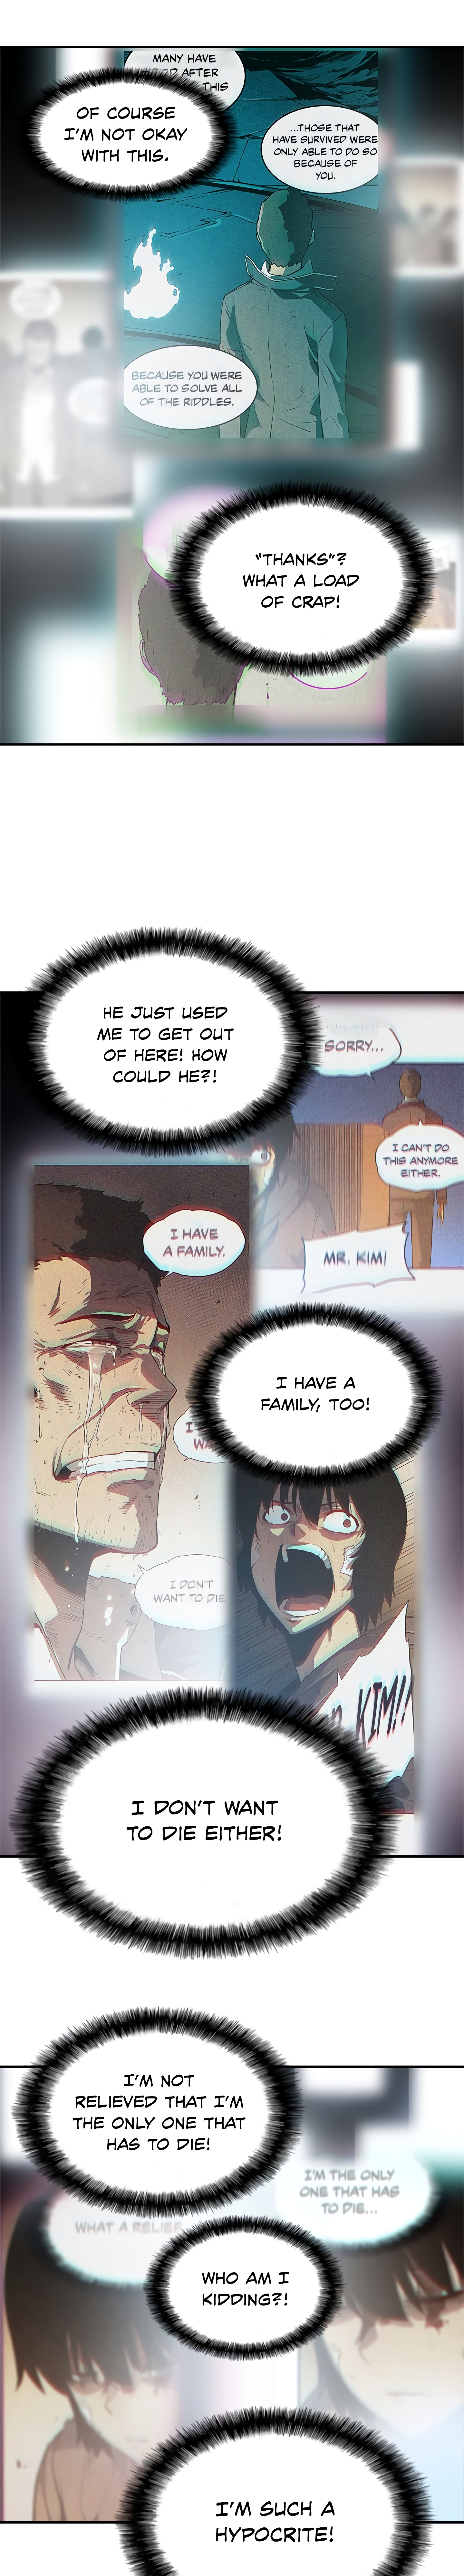 MANY HAVE
AFTER
THIS
OF COURSE
I'M NOT OKAY
WITH THIS.
...THOSE THAT
HAVE SURVIVED WERE
ONLY ABLE TO DO SO
BECAUSE OF
YOU.
BECAUSE YOU WERE
ABLE TO SOLVE ALL
OF THE RIDDLES.
"THANKS"?
WHAT A LOAD
OF CRAP!
HE JUST USED
ME TO GET OUT
OF HERE! HOW
COULD HE?!
SORRY...
I CAN'T DO
THIS ANYMORE
EITHER.
I HAVE
A FAMILY.
MR. KIM!
I HAVE A
FAMILY, TOO!
I DON'T
WANT TO DIE
KIM!!
I DON'T WANT
TO DIE EITHER!
I'M NOT
RELIEVED THAT I'M
THE ONLY ONE THAT
HAS TO DIE!
I'M THE ONLY
ONE THAT HAS
TO DIE...
WHAT A RELIEF
WHO AM I
KIDDING?!
I'M SUCH A
HYPOCRITE!